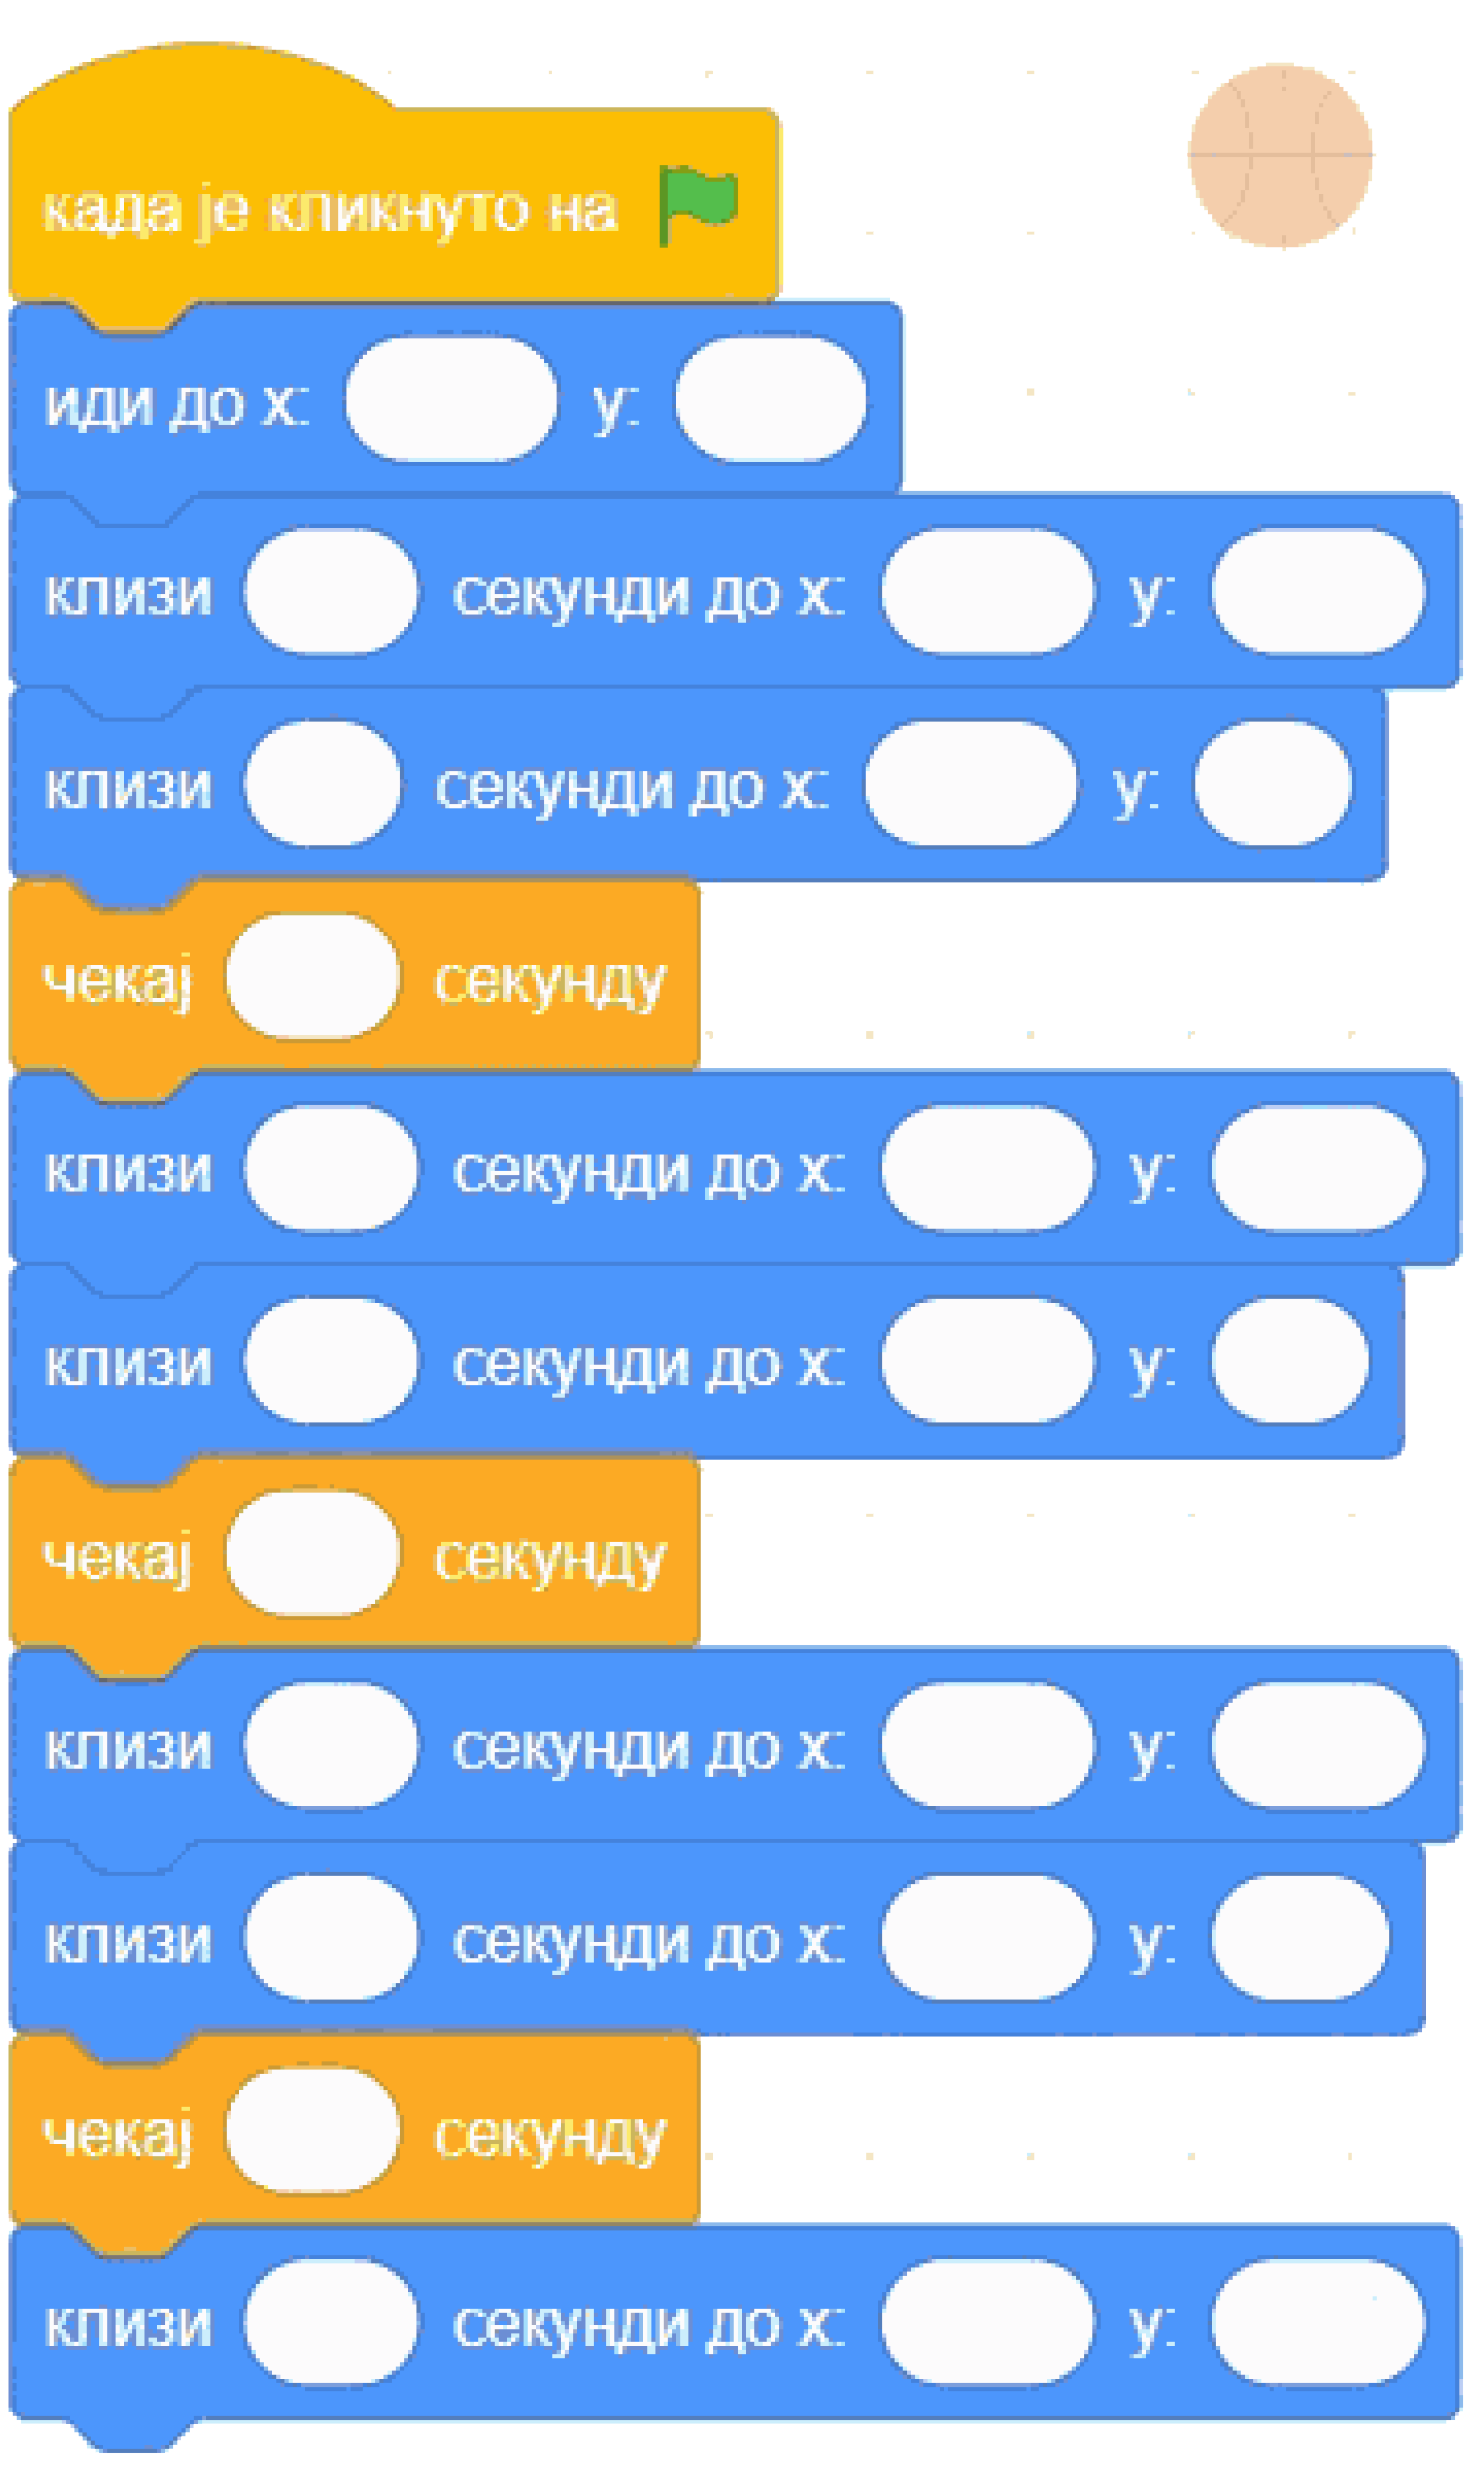 када је кликнуто на
иди до x: y:
клизи секунди до x: y:
клизи секунди до x: y:
чекај секунду
клизи секунди до x: y:
клизи секунди до x: y:
чекај секунду
клизи секунди до x: y:
клизи секунди до x: y:
чекај секунду
клизи секунди до x: y: